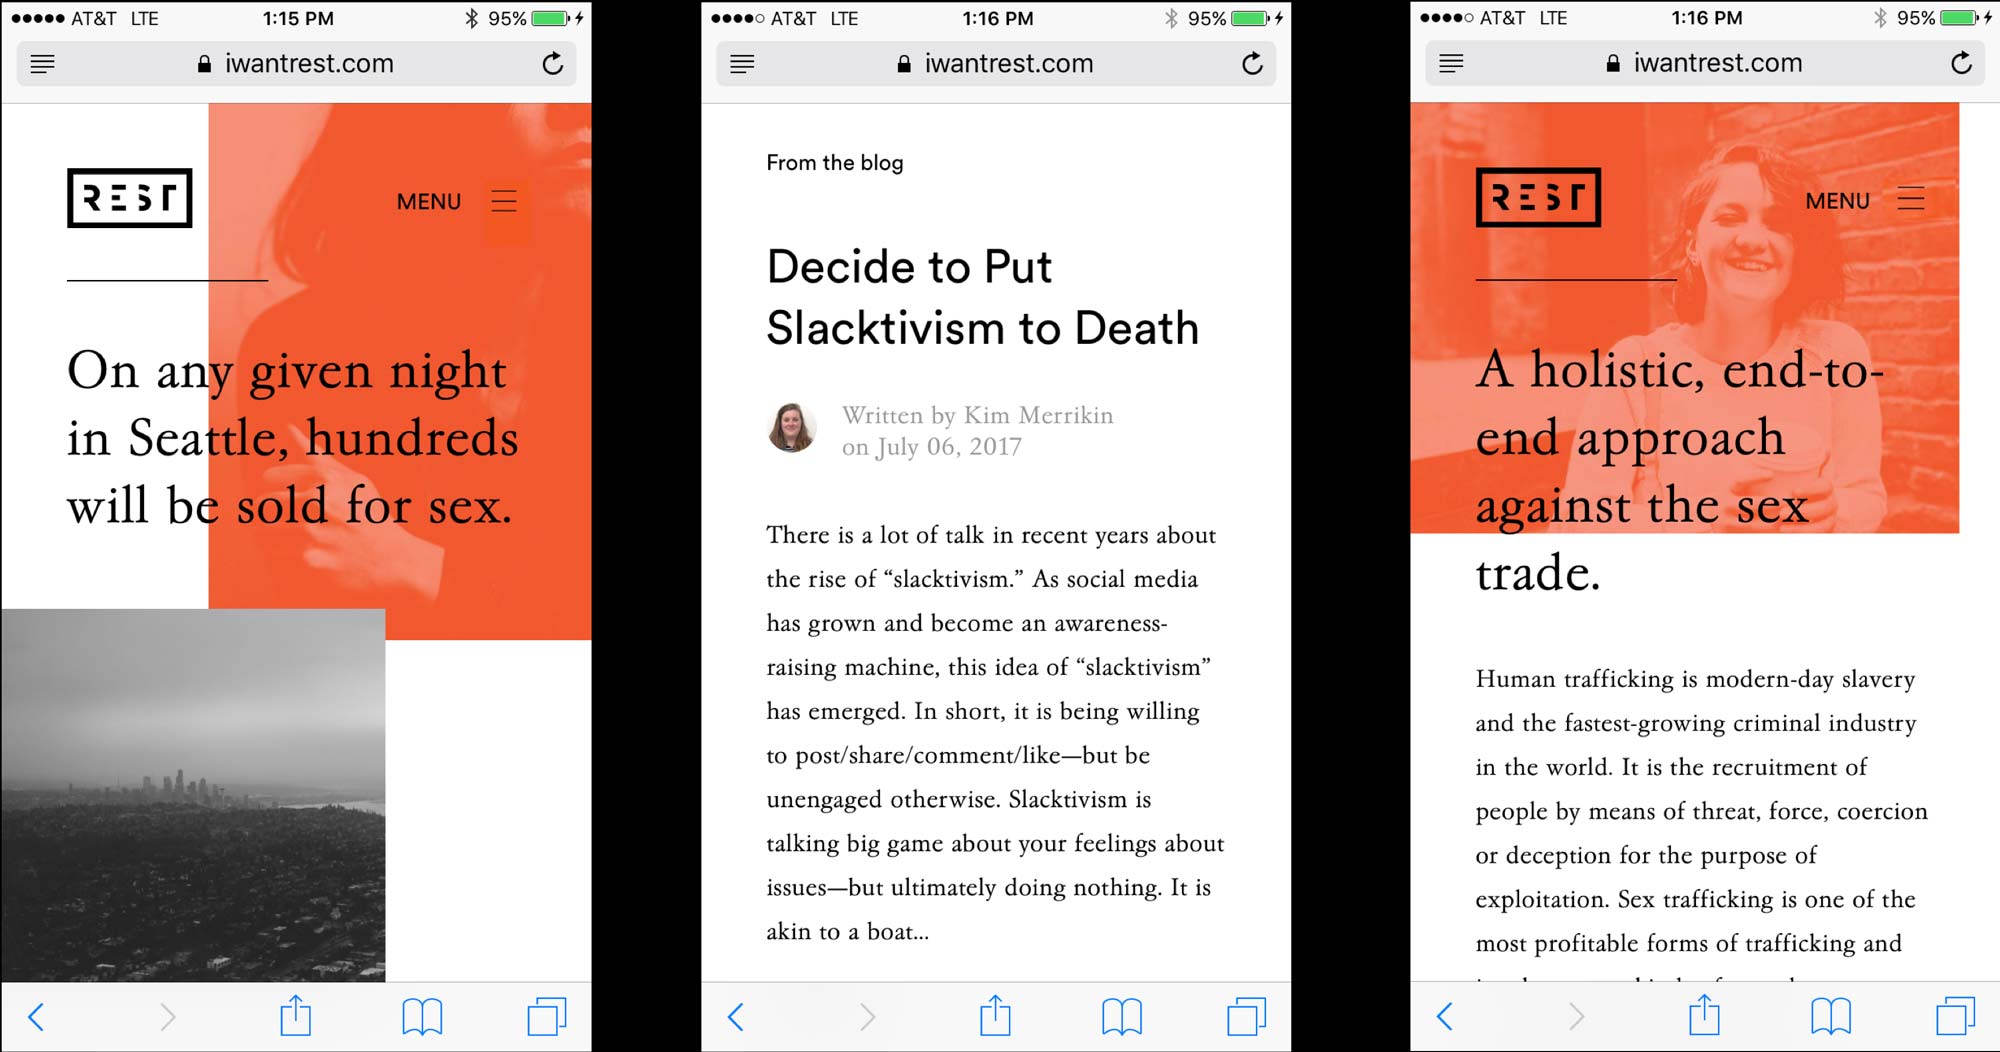 AT&T LTE 1:15 PM 95%
iwantrest.com
REST
MENU
On any given night
in Seattle, hundreds
will be sold for sex.
AT&T LTE 1:16 PM 95%
iwantrest.com
From the blog
Decide to Put
Slacktivism to Death
Written by Kim Merrikin
on July 06, 2017
There is a lot of talk in recent years about
the rise of “slacktivism.” As social media
has grown and become an awareness-
raising machine, this idea of “slacktivism”
has emerged. In short, it is being willing
to post/share/comment/like—but be
unengaged otherwise. Slacktivism is
talking big game about your feelings about
issues—but ultimately doing nothing. It is
akin to a boat...
AT&T LTE 1:16 PM 95%
iwantrest.com
REST
MENU
A holistic, end-to-
end approach
against the sex
trade.
Human trafficking is modern-day slavery
and the fastest-growing criminal industry
in the world. It is the recruitment of
people by means of threat, force, coercion
or deception for the purpose of
exploitation. Sex trafficking is one of the
most profitable forms of trafficking and